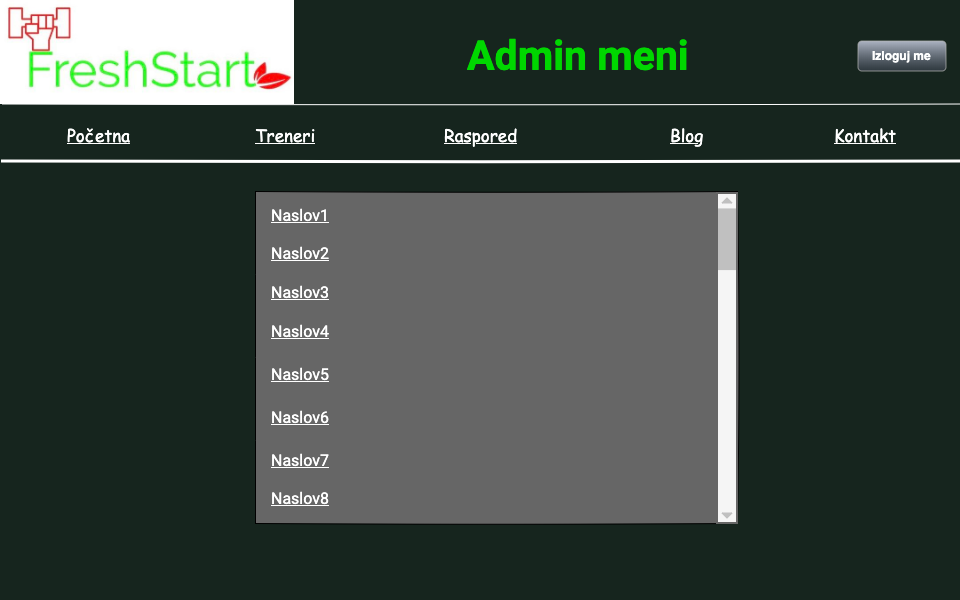 FreshStart
Admin meni
Izloguj me
Početna
Treneri
Raspored
Blog
Kontakt
Naslov1
Naslov2
Naslov3
Naslov4
Naslov5
Naslov6
Naslov7
Naslov8